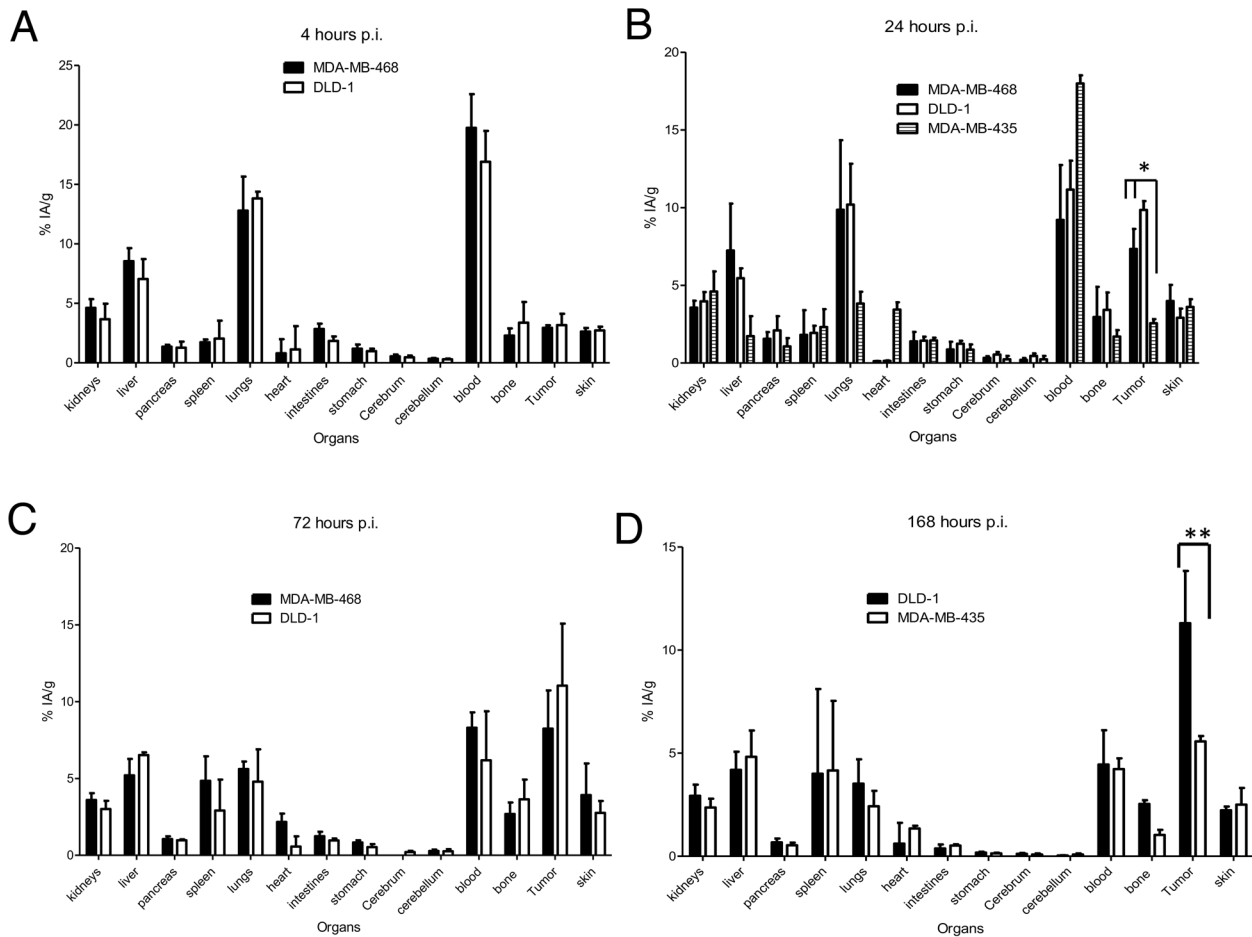 A
4 hours p.i.
MDA-MB-468
DLD-1
25
20
15
10
5
0
% IA/g
kidneys
liver
pancreas
spleen
lungs
heart
intestines
stomach
Cerebrum
cerebellum
blood
bone
Tumor
skin
Organs
B
24 hours p.i.
MDA-MB-468
DLD-1
MDA-MB-435
*
20
15
10
5
0
% IA/g
kidneys
liver
pancreas
spleen
lungs
heart
intestines
stomach
Cerebrum
cerebellum
blood
bone
Tumor
skin
Organs
C
72 hours p.i.
MDA-MB-468
DLD-1
20
15
10
5
0
% IA/g
kidneys
liver
pancreas
spleen
lungs
heart
intestines
stomach
Cerebrum
cerebellum
blood
bone
Tumor
skin
Organs
D
168 hours p.i.
DLD-1
MDA-MB-435
**
15
10
5
0
% IA/g
kidneys
liver
pancreas
spleen
lungs
heart
intestines
stomach
Cerebrum
cerebellum
blood
bone
Tumor
skin
Organs